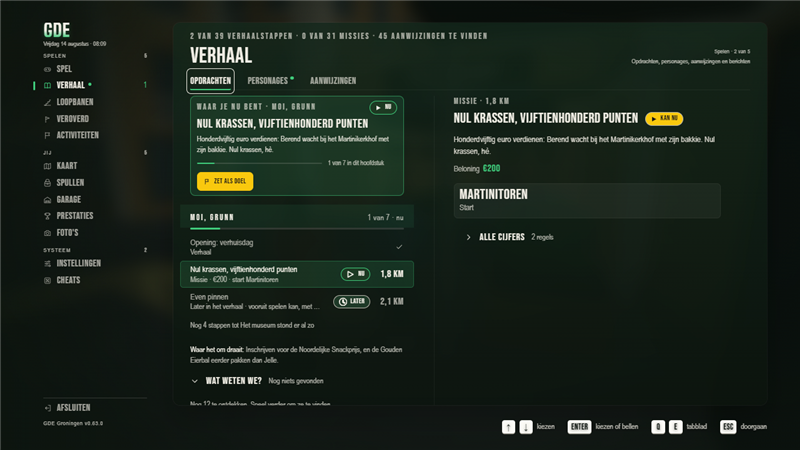 GDE
Vrijdag 14 augustus · 08:09
SPELEN
SPEL
VERHAAL 1
LOOPBANEN
VEROVERD
ACTIVITEITEN
JIJ
KAART
SPULLEN
GARAGE
PRESTATIES
FOTO'S
SYSTEEM 2
INSTELLINGEN
CHEATS
AFSLUITEN
GDE Groningen v0.63.0
2 VAN 39 VERHAALSTAPPEN · 0 VAN 31 MISSIES · 45 AANWIJZINGEN TE VINDEN
VERHAAL
Spelen · 2 van 5
Opdrachten, personages, aanwijzingen en berichten
OPDRACHTEN PERSONAGES AANWIJZINGEN
WAAR JE NU BENT · MOI, GRUNN NU
NUL KRASSEN, VIJFTIENHONDERD PUNTEN
Honderdvijftig euro verdienen: Berend wacht bij het Martinikerkhof met
zijn bakkie. Nul krassen, hè.
1 van 7 in dit hoofdstuk
ZET ALS DOEL
MOI, GRUNN 1 van 7 · nu
Opening: verhuisdag
Verhaal
Nul krassen, vijftienhonderd punten
Missie · €200 · start Martinitoren
NU 1,8 KM
Even pinnen
Later in het verhaal · vooruit spelen kan, met ...
LATER 2,1 KM
Nog 4 stappen tot Het museum stond er al zo
Waar het om draait: Inschrijven voor de Noordelijke Snackprijs, en de Gouden
Eierbal eerder pakken dan Jelle.
WAT WETEN WE? Nog niets gevonden
Nog 12 te ontdekken. Speel verder om ze te vinden.
MISSIE · 1,8 KM
NUL KRASSEN, VIJFTIENHONDERD PUNTEN KAN NU
Honderdvijftig euro verdienen: Berend wacht bij het Martinikerkhof met zijn bakkie. Nul
krassen, hè.
Beloning €200
MARTINITOREN
Start
ALLE CIJFERS 2 regels
↑ ↓ kiezen ENTER kiezen of bellen Q E tabblad ESC doorgaan